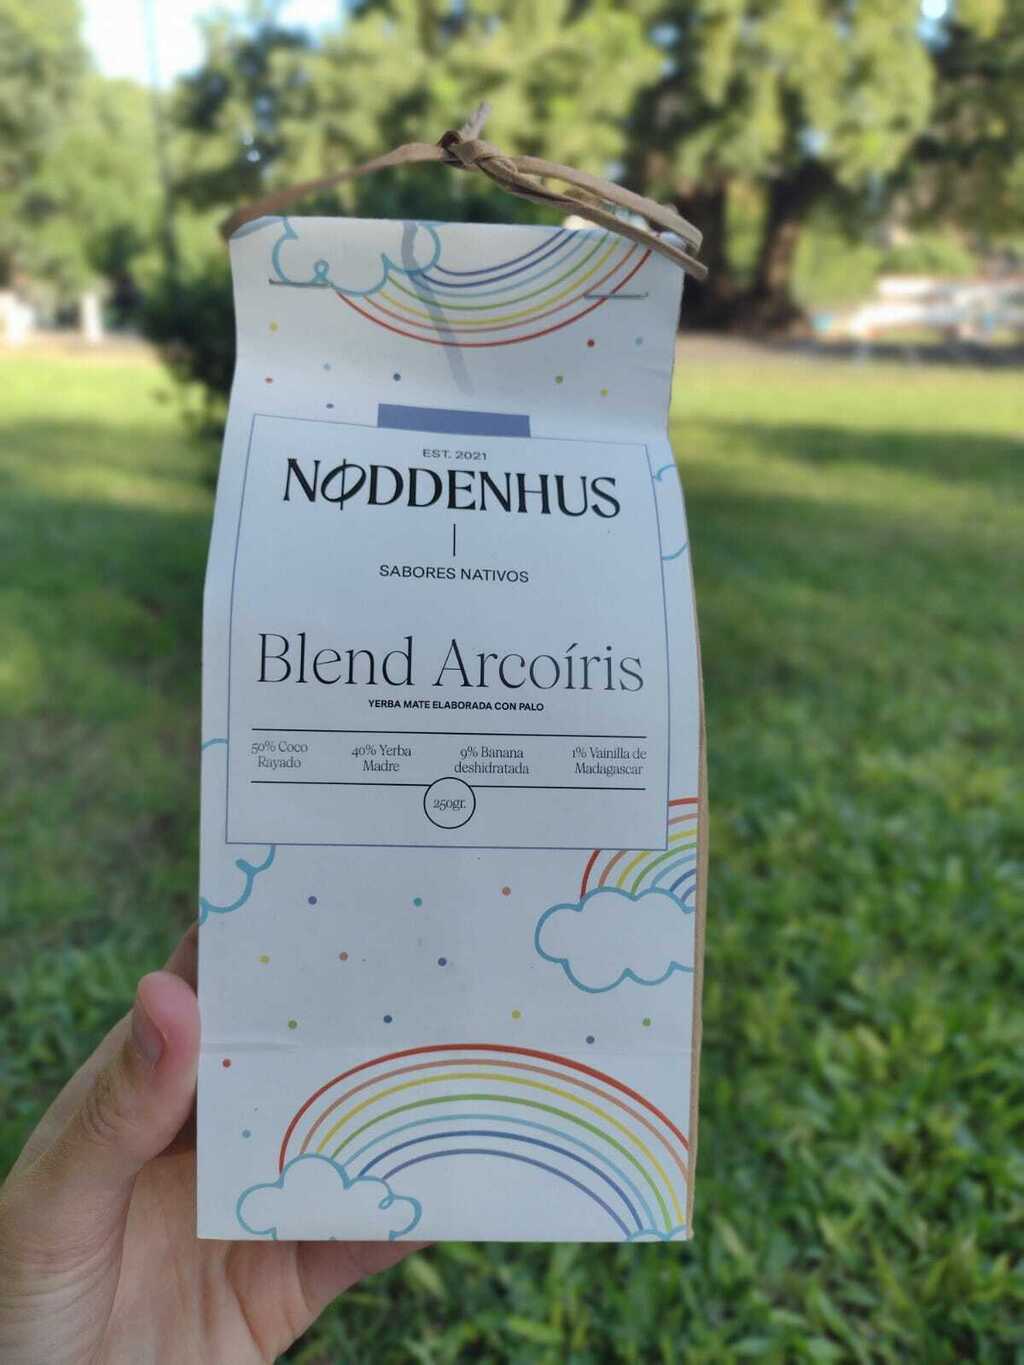 EST. 2021
NØDDENHUS
SABORES NATIVOS
Blend Arcoíris
YERBA MATE ELABORADA CON PALO
50% Coco
Rayado
40% Yerba
Madre
9% Banana
deshidratada
1% Vainilla de
Madagascar
250gr.